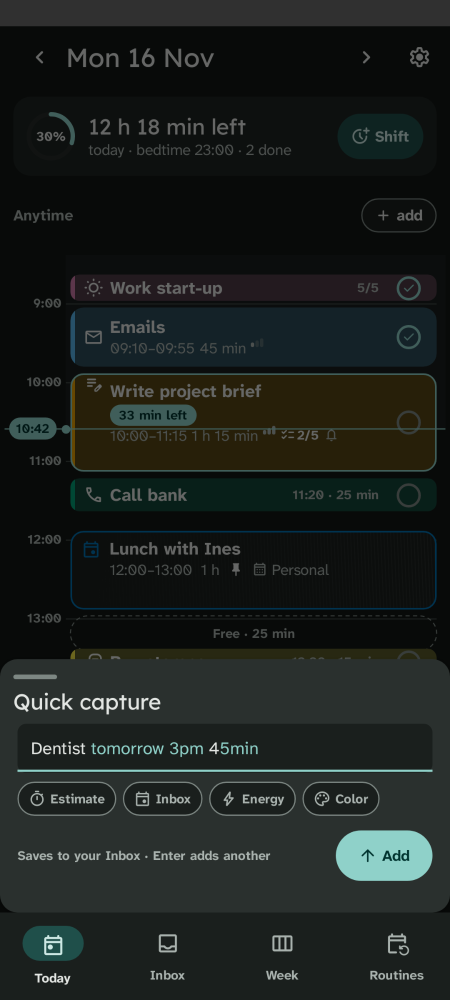 Mon 16 Nov
30%
12 h 18 min left
today · bedtime 23:00 · 2 done
Shift
Anytime
+ add
Work start-up
5/5
9:00
Emails
09:10–09:55 45 min
10:00
Write project brief
33 min left
10:42
10:00–11:15 1 h 15 min
2/5
11:00
Call bank
11:20 · 25 min
12:00
Lunch with Ines
12:00–13:00 1 h
Personal
13:00
Free · 25 min
Quick capture
Dentist tomorrow 3pm 45min
Estimate
Inbox
Energy
Color
Saves to your Inbox · Enter adds another
Add
Today
Inbox
Week
Routines